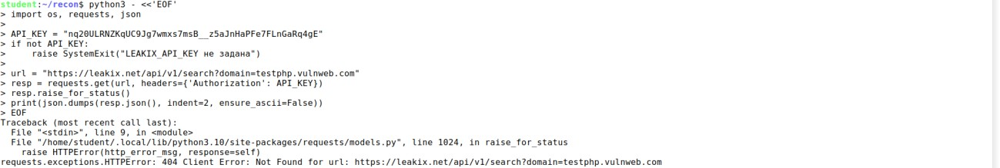 student:~/recon$ python3 - <<'EOF'
> import os, requests, json
>
> API_KEY = "nq20ULRNZKqUC9Jg7wmxs7msB__z5aJnHaPFe7FLnGaRq4gE"
> if not API_KEY:
>     raise SystemExit("LEAKIX_API_KEY не задана")
>
> url = "https://leakix.net/api/v1/search?domain=testphp.vulnweb.com"
> resp = requests.get(url, headers={'Authorization': API_KEY})
> resp.raise_for_status()
> print(json.dumps(resp.json(), indent=2, ensure_ascii=False))
> EOF
Traceback (most recent call last):
  File "<stdin>", line 9, in <module>
  File "/home/student/.local/lib/python3.10/site-packages/requests/models.py", line 1024, in raise_for_status
    raise HTTPError(http_error_msg, response=self)
requests.exceptions.HTTPError: 404 Client Error: Not Found for url: https://leakix.net/api/v1/search?domain=testphp.vulnweb.com